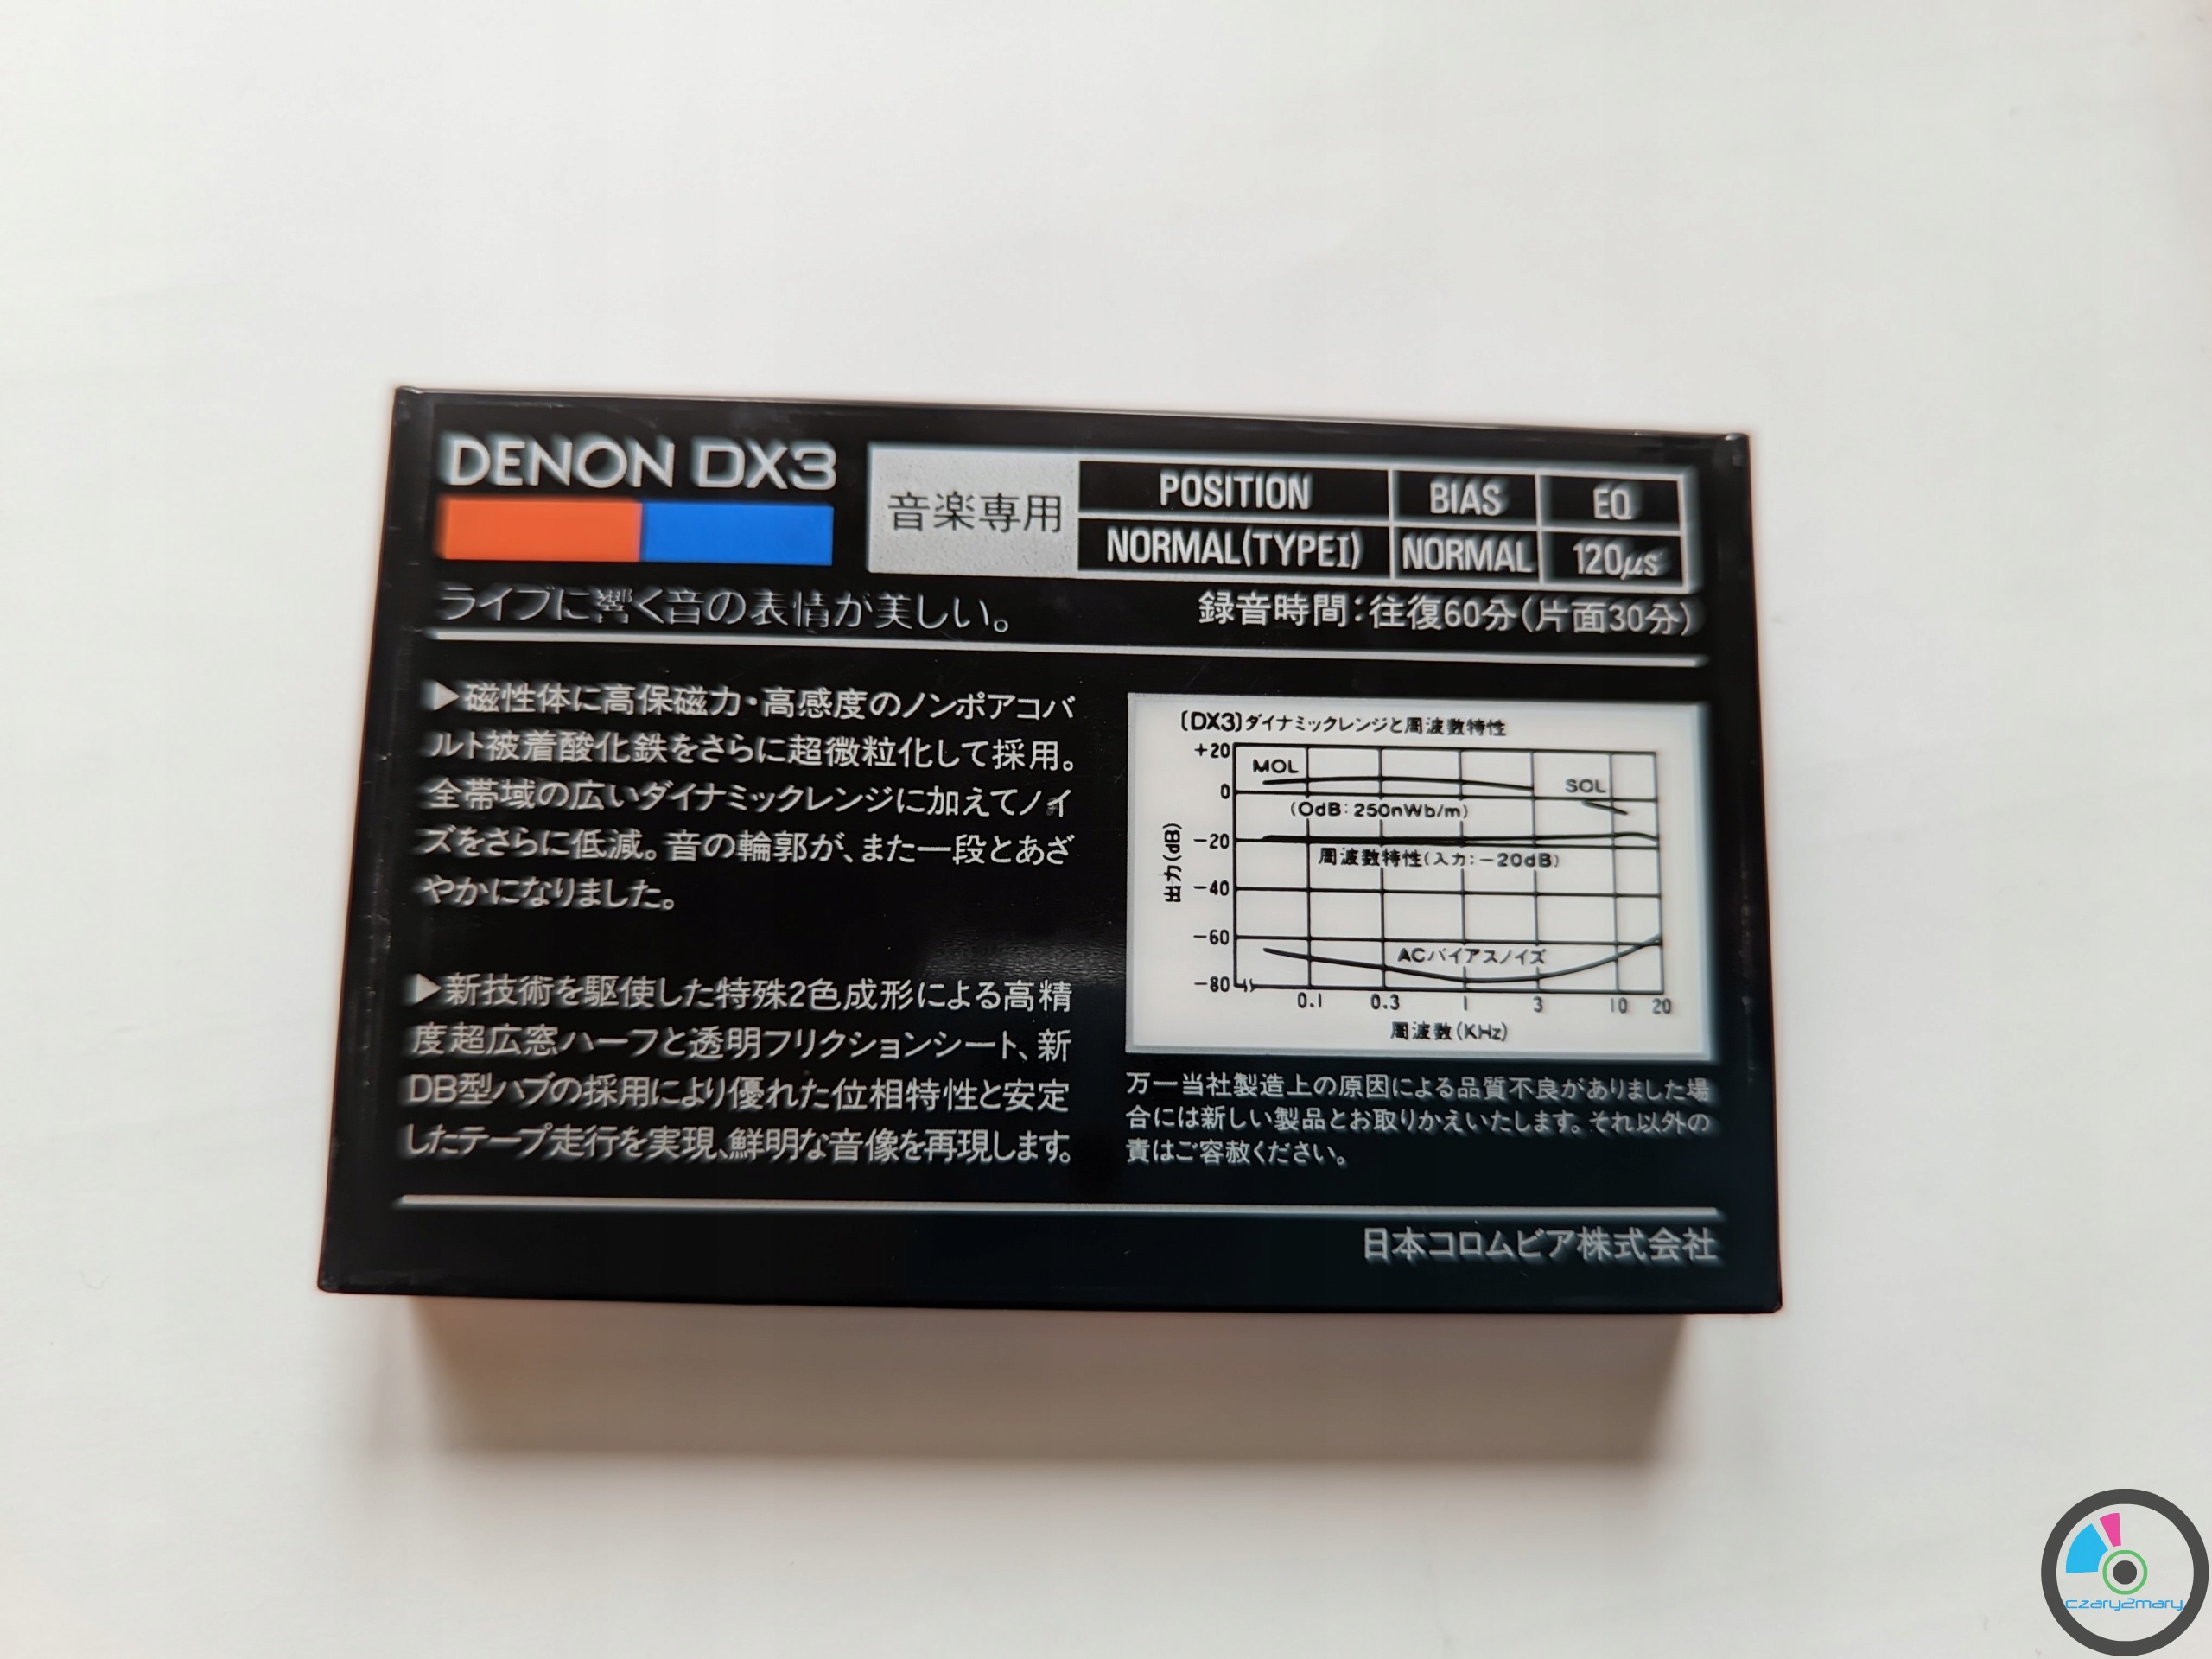 DENON DX3
音楽専用
POSITION BIAS EQ
NORMAL(TYPEI) NORMAL 120μs
ライブに響く音の表情が美しい。
録音時間:往復60分(片面30分)
▶磁性体に高保磁力・高感度のノンポアコバ
ルト被着酸化鉄をさらに超微粒化して採用。
全帯域の広いダイナミックレンジに加えてノイ
ズをさらに低減。音の輪郭が、また一段とあざ
やかになりました。
▶新技術を駆使した特殊2色成形による高精
度超広窓ハーフと透明フリクションシート、新
DB型ハブの採用により優れた位相特性と安定
したテープ走行を実現、鮮明な音像を再現します。
〔DX3〕ダイナミックレンジと周波数特性
+20
MOL
SOL
0
(0dB:250nWb/m)
-20
周波数特性(入力:-20dB)
出力(dB)
-40
-60
ACバイアスノイズ
-80
0.1 0.3 1 3 10 20
周波数(KHz)
万一当社製造上の原因による品質不良がありました場
合には新しい製品とお取りかえいたします。それ以外の
責はご容赦ください。
日本コロムビア株式会社
czary2mary